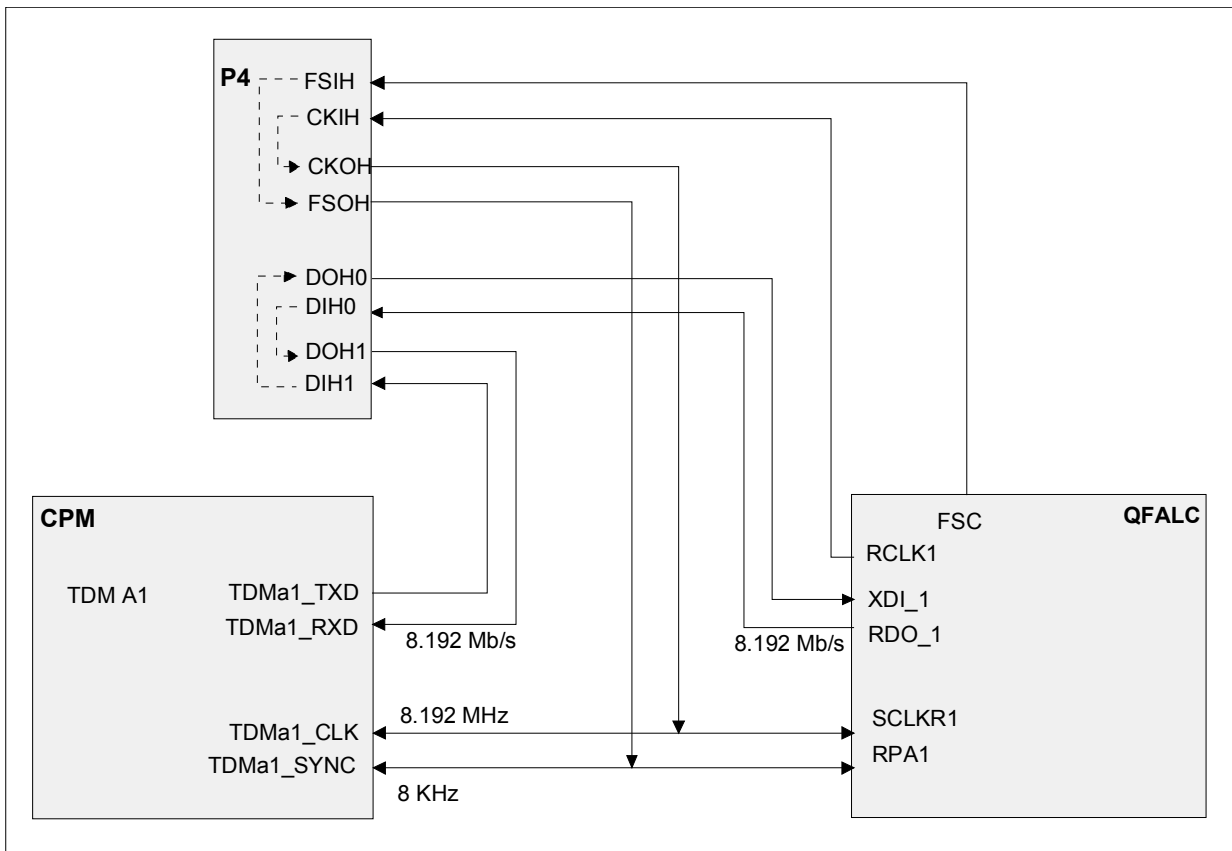 P4
FSIH
CKIH
CKOH
FSOH
DOH0
DIH0
DOH1
DIH1
CPM
TDM A1
TDMa1_TXD
TDMa1_RXD
8.192 Mb/s
TDMa1_CLK
8.192 MHz
TDMa1_SYNC
8 KHz
FSC
QFALC
RCLK1
XDI_1
RDO_1
8.192 Mb/s
SCLKR1
RPA1